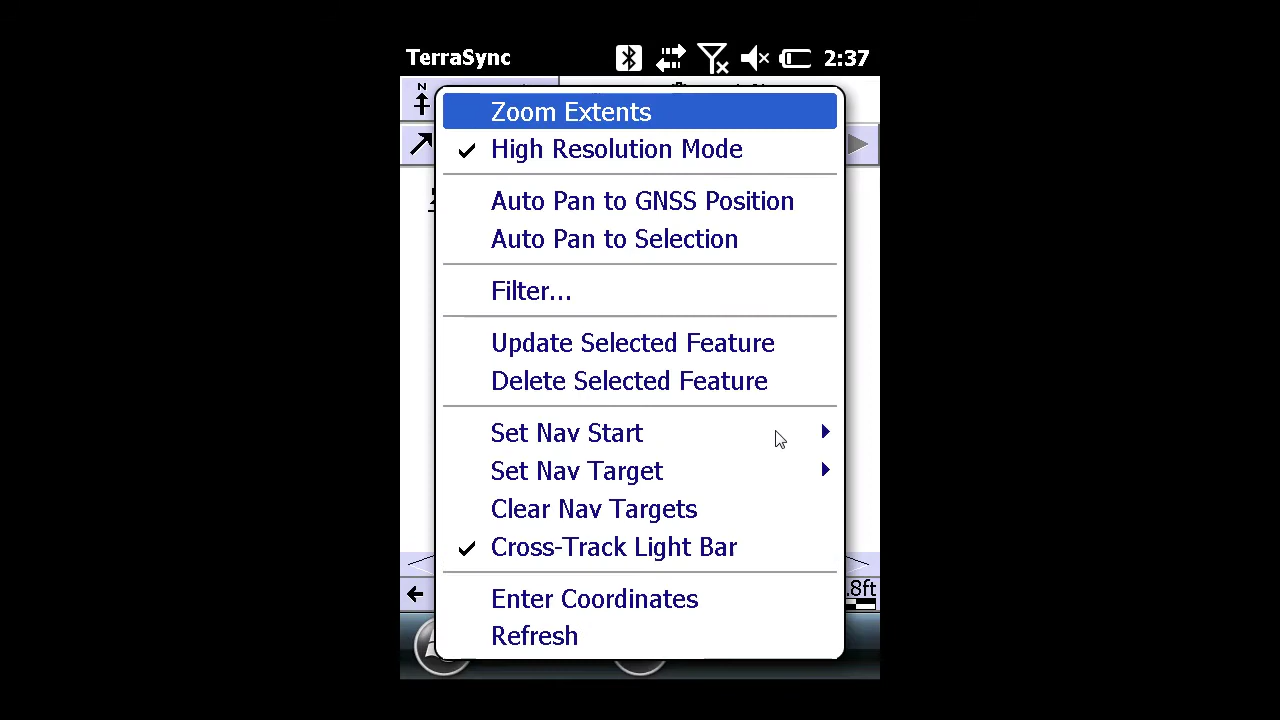 TerraSync 2:37
N
Zoom Extents
High Resolution Mode
Auto Pan to GNSS Position
Auto Pan to Selection
Filter...
Update Selected Feature
Delete Selected Feature
Set Nav Start
Set Nav Target
Clear Nav Targets
Cross-Track Light Bar
Enter Coordinates
.8ft
Refresh